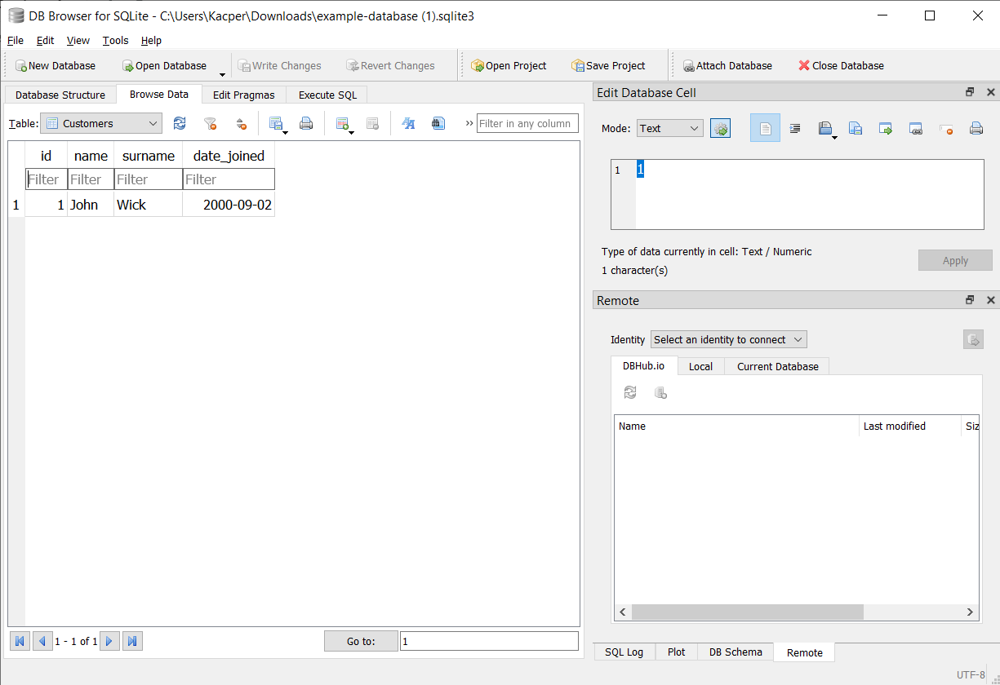 DB Browser for SQLite - C:\Users\Kacper\Downloads\example-database (1).sqlite3
File Edit View Tools Help
New Database Open Database Write Changes Revert Changes Open Project Save Project Attach Database Close Database
Database Structure Browse Data Edit Pragmas Execute SQL
Table: Customers Filter in any column
id name surname date_joined
Filter Filter Filter Filter
1 1 John Wick 2000-09-02
1 - 1 of 1 Go to: 1
Edit Database Cell
Mode: Text
1 1
Type of data currently in cell: Text / Numeric
1 character(s)
Apply
Remote
Identity Select an identity to connect
DBHub.io Local Current Database
Name Last modified Siz
SQL Log Plot DB Schema Remote
UTF-8